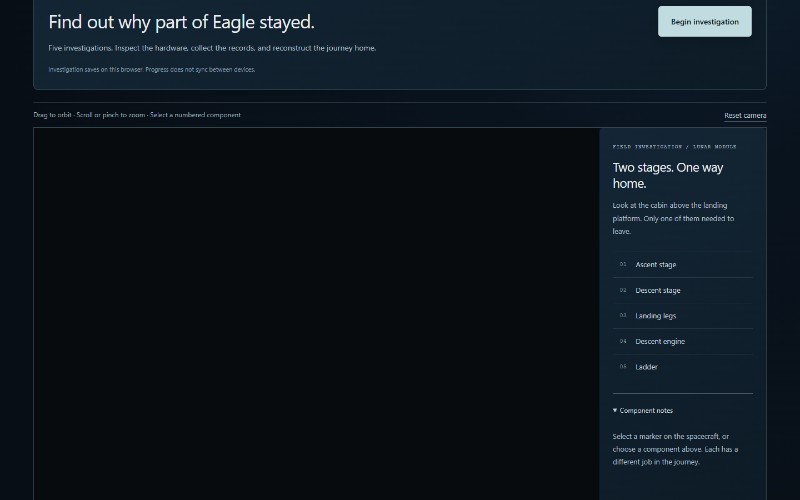 Find out why part of Eagle stayed.
Begin investigation
Five investigations. Inspect the hardware, collect the records, and reconstruct the journey home.
Investigation saves on this browser. Progress does not sync between devices.
Drag to orbit · Scroll or pinch to zoom · Select a numbered component
Reset camera
FIELD INVESTIGATION / LUNAR MODULE
Two stages. One way
home.
Look at the cabin above the landing
platform. Only one of them needed to
leave.
01 Ascent stage
02 Descent stage
03 Landing legs
04 Descent engine
05 Ladder
▼ Component notes
Select a marker on the spacecraft, or
choose a component above. Each has a
different job in the journey.